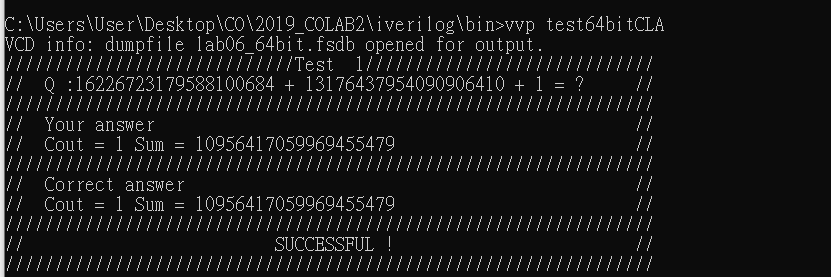 C:\Users\User\Desktop\CO\2019_COLAB2\iverilog\bin>vvp test64bitCLA
VCD info: dumpfile lab06_64bit.fsdb opened for output.
/////////////////////////////Test  1/////////////////////////////
//  Q :16226723179588100684 + 13176437954090906410 + 1 = ?     //
/////////////////////////////////////////////////////////////////
//  Your answer                                                //
//  Cout = 1 Sum = 10956417059969455479                        //
/////////////////////////////////////////////////////////////////
//  Correct answer                                             //
//  Cout = 1 Sum = 10956417059969455479                        //
/////////////////////////////////////////////////////////////////
//                         SUCCESSFUL !                        //
/////////////////////////////////////////////////////////////////